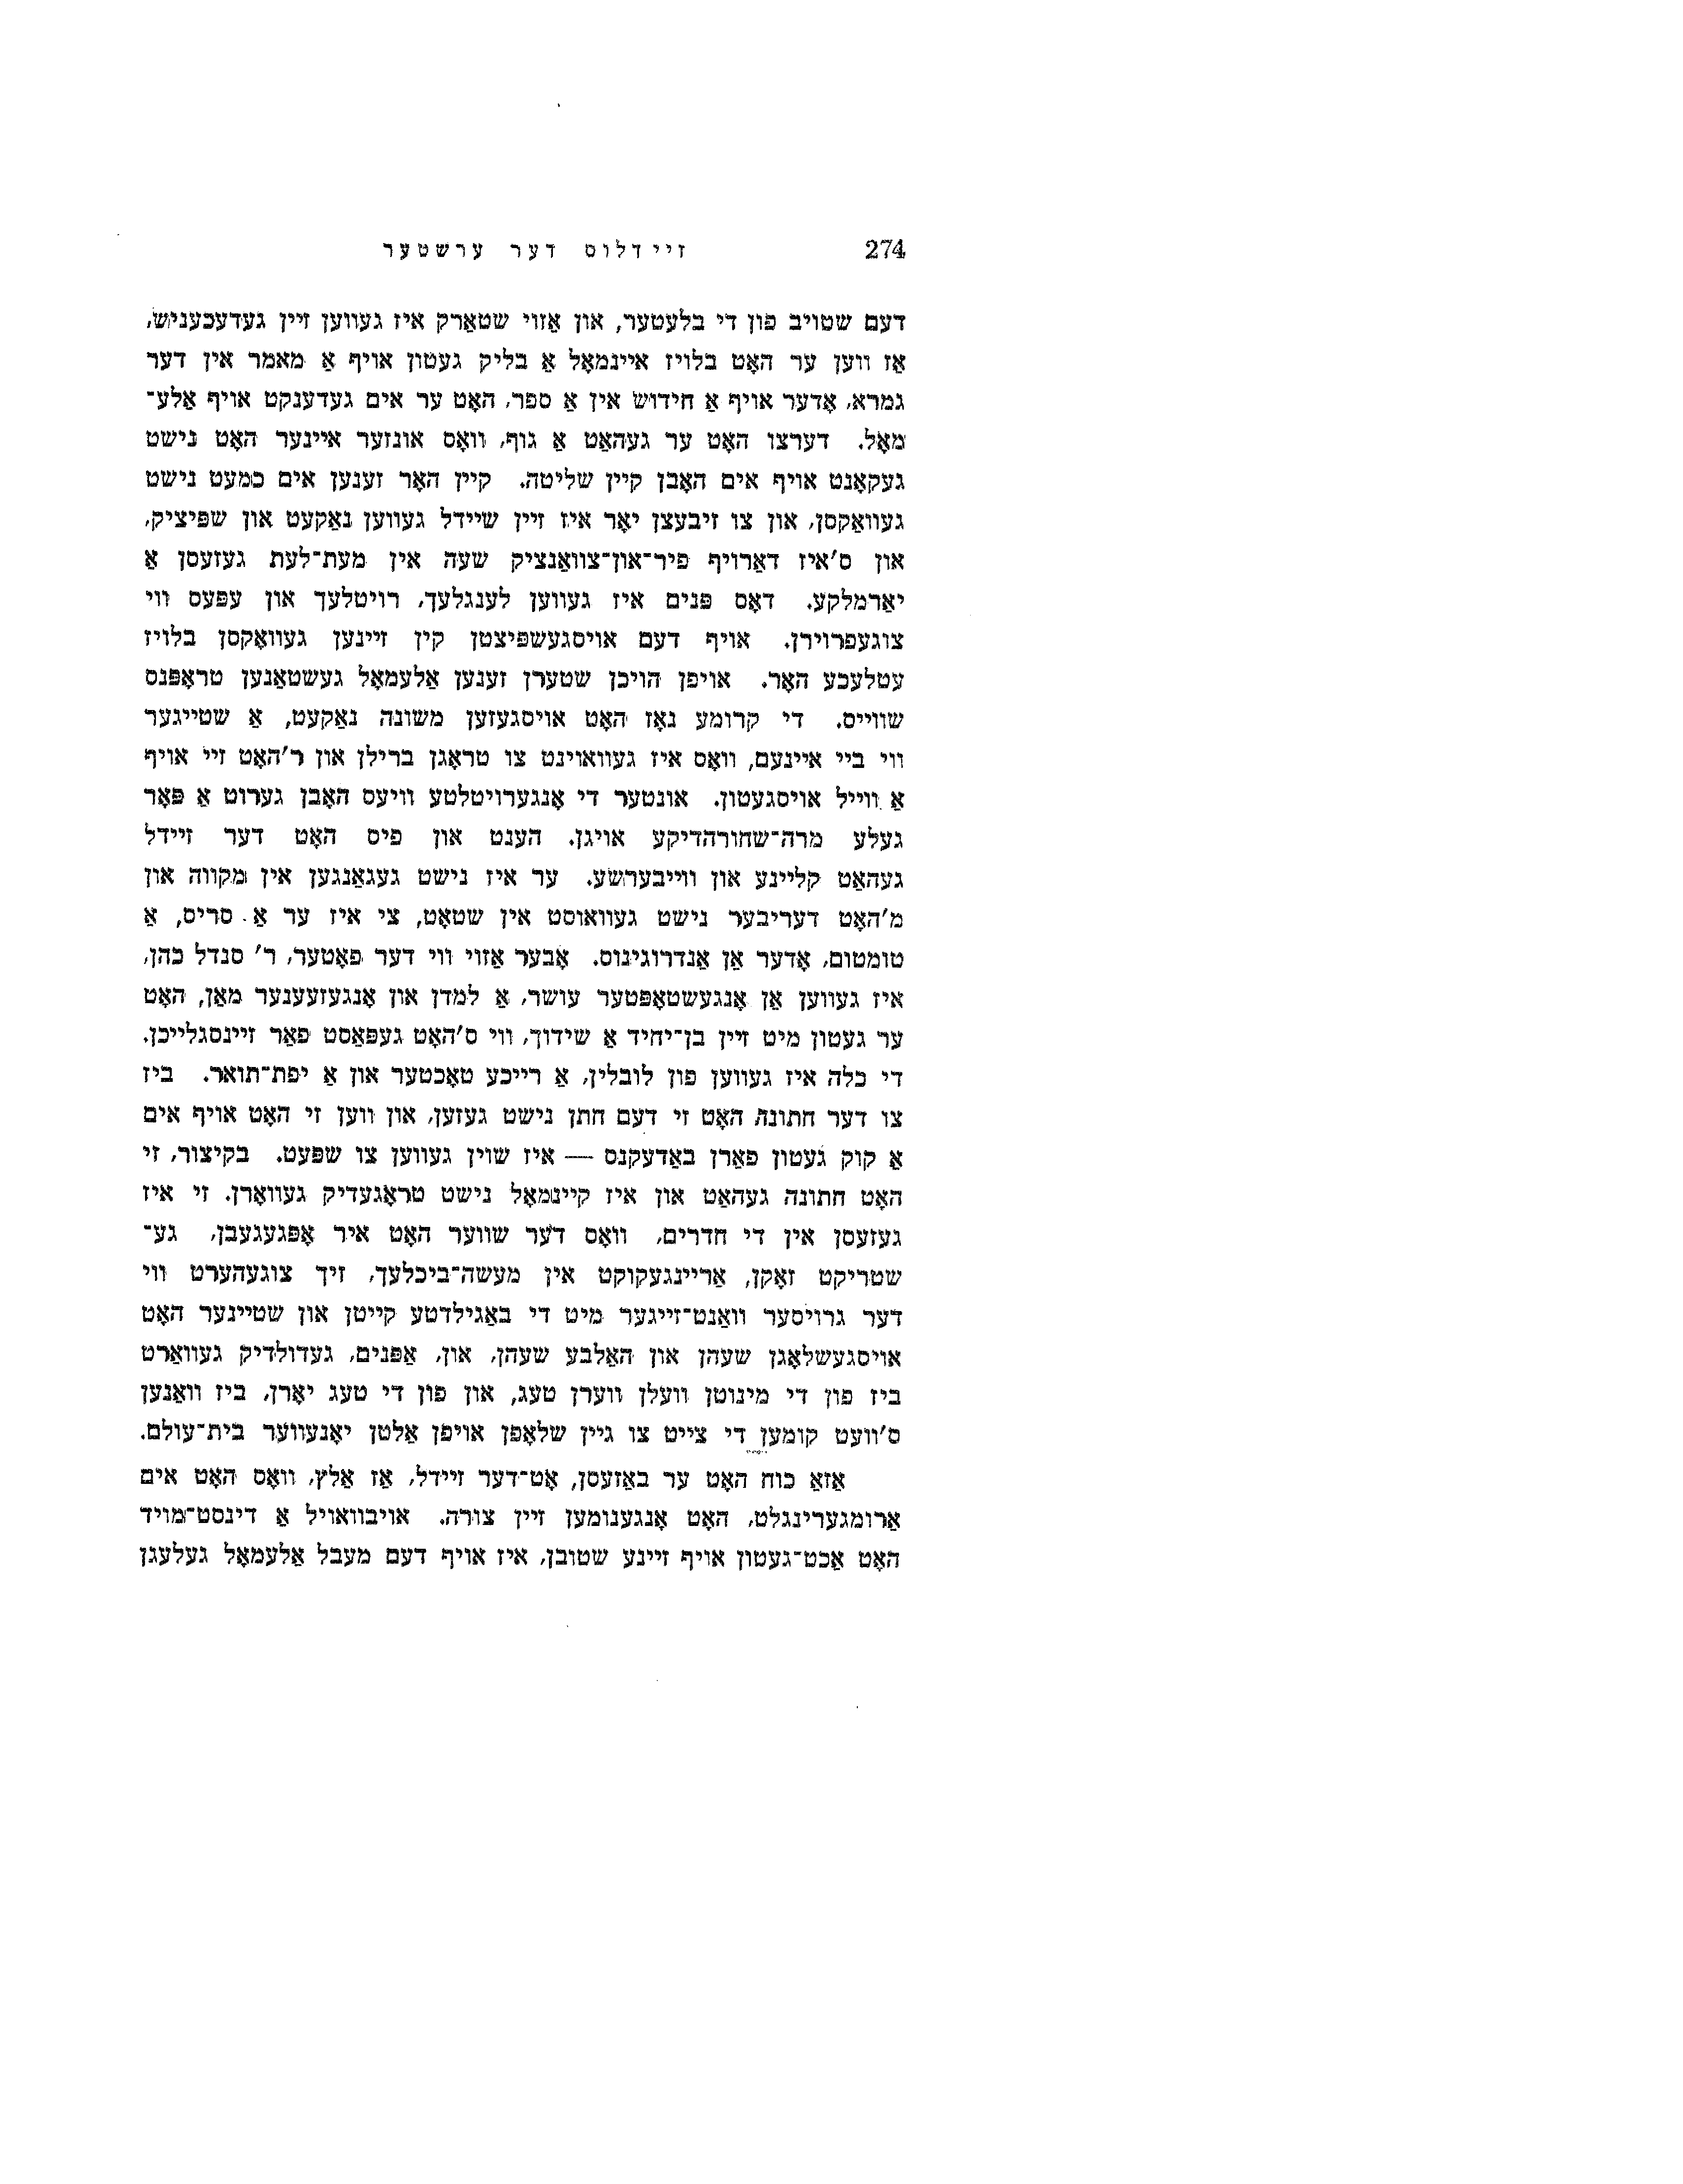 274 זיידלוס דער ערשטער
דעם שטויב פון די בלעטער, און אַזוי שטאַרק איז געווען זיין געדעכעניש,
אַז ווען ער האָט בלויז איינמאָל אַ בליק געטון אויף אַ מאמר אין דער
גמרא, אָדער אויף אַ חידוש אין אַ ספר, האָט ער אים געדענקט אויף אַלע־
מאָל. דערצו האָט ער געהאַט אַ גוף, וואָס אונזער איינער האָט נישט
געקאָנט אויף אים האָבן קיין שליטה. קיין האָר זענען אים כמעט נישט
געוואַקסן, און צו זיבעצן יאָר איז זיין שיידל געווען נאַקעט און שפּיציק,
און ס'איז דאַרויף פיר־און־צוואַנציק שעה אין מעת־לעת געזעסן אַ
יאַרמלקע. דאָס פּנים איז געווען לענגלעך, רויטלעך און עפּעס ווי
צוגעפרוירן. אויף דעם אויסגעשפּיצטן קין זיינען געוואַקסן בלויז
עטלעכע האָר. אויפן הויכן שטערן זענען אַלעמאָל געשטאַנען טראָפּנס
שווייס. די קרומע נאָז האָט אויסגעזען משונה נאַקעט, אַ שטייגער
ווי ביי איינעם, וואָס איז געוואוינט צו טראָגן ברילן און ר'האָט זיי אויף
אַ ווייל אויסגעטון. אונטער די אָנגערויטלטע וויעס האָבן גערוט אַ פּאָר
געלע מרה־שחורהדיקע אויגן. הענט און פיס האָט דער זיידל
געהאַט קליינע און ווייבערשע. ער איז נישט געגאַנגען אין מקווה און
מ'האָט דעריבער נישט געוואוסט אין שטאָט, צי איז ער אַ סריס, אַ
טומטום, אָדער אַן אַנדרוגינוס. אָבער אַזוי ווי דער פאָטער, ר' סנדל כהן,
איז געווען אַן אָנגעשטאָפּטער עושר, אַ למדן און אָנגעזעענער מאַן, האָט
ער געטון מיט זיין בן־יחיד אַ שידוך, ווי ס'האָט געפּאַסט פאַר זיינסגלייכן.
די כלה איז געווען פון לובלין, אַ רייכע טאָכטער און אַ יפת־תואר. ביז
צו דער חתונה האָט זי דעם חתן נישט געזען, און ווען זי האָט אויף אים
אַ קוק געטון פאַרן באַדעקנס — איז שוין געווען צו שפּעט. בקיצור, זי
האָט חתונה געהאַט און איז קיינמאָל נישט טראָגעדיק געוואָרן. זי איז
געזעסן אין די חדרים, וואָס דער שווער האָט איר אָפּגעגעבן, גע־
שטריקט זאָקן, אַריינגעקוקט אין מעשה־ביכלעך, זיך צוגעהערט ווי
דער גרויסער וואַנט־זייגער מיט די באַגילדטע קייטן און שטיינער האָט
אויסגעשלאָגן שעהן און האַלבע שעהן, און, אַפּנים, געדולדיק געוואַרט
ביז פון די מינוטן וועלן ווערן טעג, און פון די טעג יאָרן, ביז וואַנען
ס'וועט קומען די צייט צו גיין שלאָפן אויפן אַלטן יאָנעווער בית־עולם.
אַזאַ כוח האָט ער באַזעסן, אָט־דער זיידל, אַז אַלץ, וואָס האָט אים
אַרומגערינגלט, האָט אָנגענומען זיין צורה. אויבוואויל אַ דינסט־מויד
האָט אַכט־געטון אויף זיינע שטובן, איז אויף דעם מעבל אַלעמאָל געלעגן